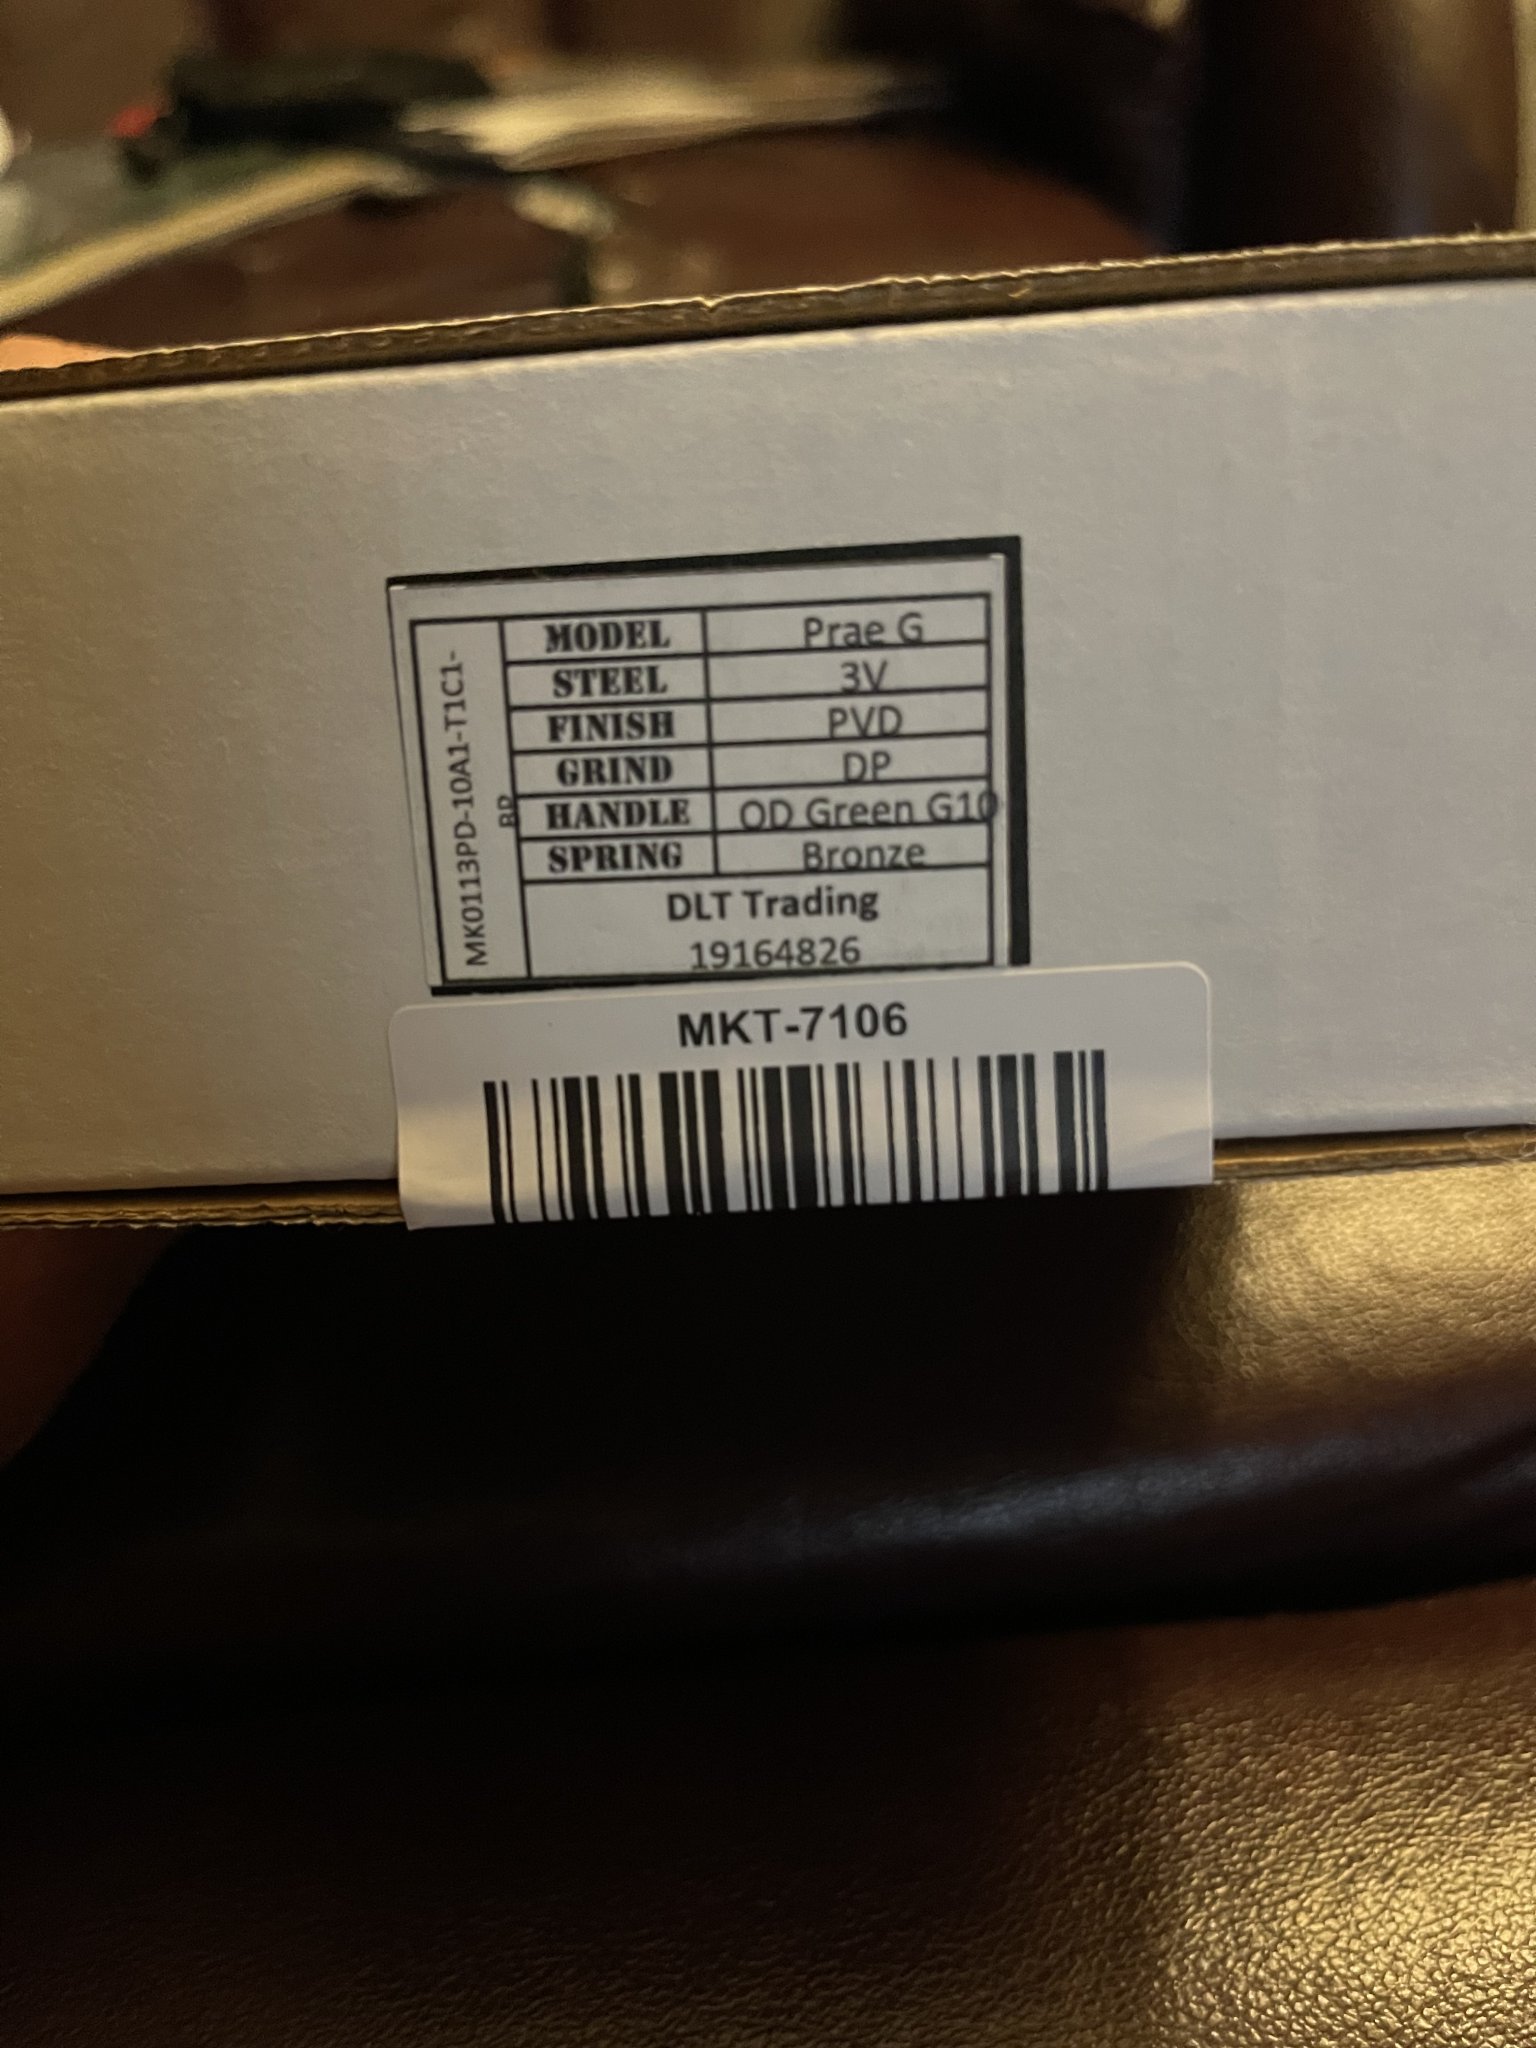 MK0113PD-10A1-T1C1-
BP
MODEL Prae G
STEEL 3V
FINISH PVD
GRIND DP
HANDLE OD Green G10
SPRING Bronze
DLT Trading
19164826
MKT-7106